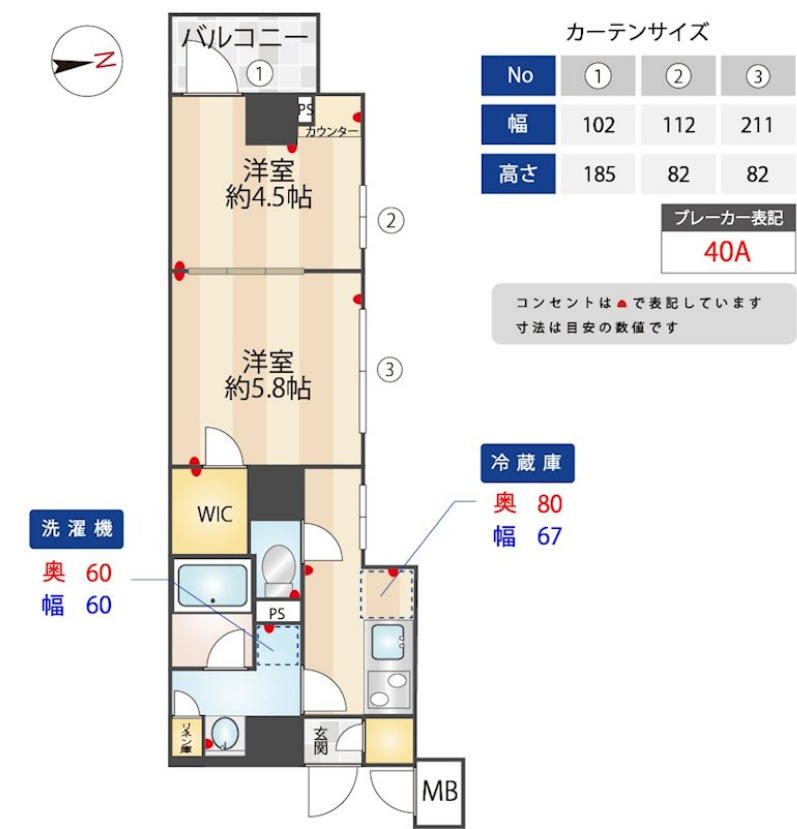 バルコニー
①
N
PS
カウンター
洋室
約4.5帖
②
洋室
約5.8帖
③
WIC
PS
リネン庫
玄関
MB
洗濯機
奥 60
幅 60
冷蔵庫
奥 80
幅 67
カーテンサイズ
No ① ② ③
幅 102 112 211
高さ 185 82 82
ブレーカー表記
40A
コンセントは で表記しています
寸法は目安の数値です